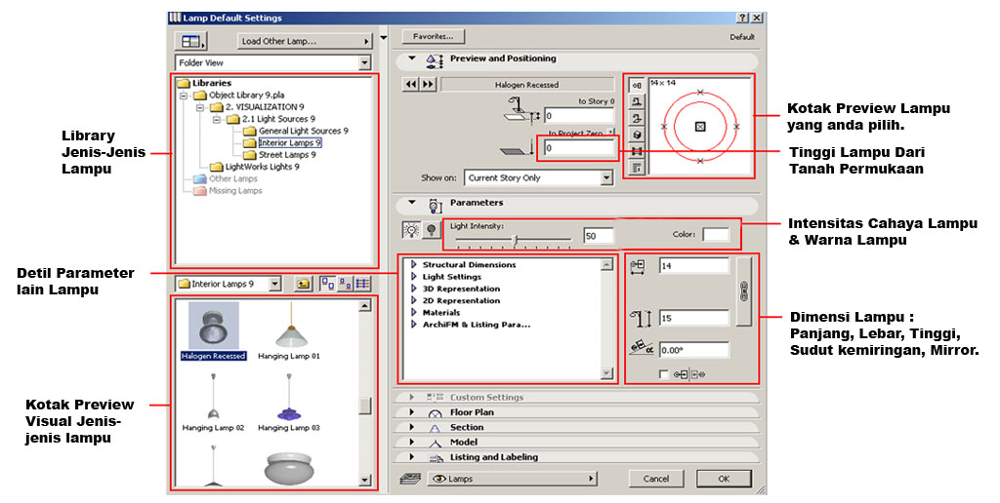 Lamp Default Settings
Load Other Lamp...
Folder View
Libraries
Object Library 9.pla
2. VISUALIZATION 9
2.1 Light Sources 9
General Light Sources 9
Interior Lamps 9
Street Lamps 9
LightWorks Lights 9
Other Lamps
Missing Lamps
Interior Lamps 9
Halogen Recessed
Hanging Lamp 01
Hanging Lamp 02
Hanging Lamp 03
Favorites...
Default
Preview and Positioning
Halogen Recessed
to Story 0
0
to Project Zero
0
Show on:
Current Story Only
14x 14
Parameters
Light Intensity:
50
Color:
Structural Dimensions
Light Settings
3D Representation
2D Representation
Materials
ArchiFM & Listing Para...
14
15
α
0.00°
Custom Settings
Floor Plan
Section
Model
Listing and Labeling
Lamps
Cancel
OK
Library
Jenis-Jenis
Lampu
Detil Parameter
lain Lampu
Kotak Preview
Visual Jenis-
jenis lampu
Kotak Preview Lampu
yang anda pilih.
Tinggi Lampu Dari
Tanah Permukaan
Intensitas Cahaya Lampu
& Warna Lampu
Dimensi Lampu :
Panjang, Lebar, Tinggi,
Sudut kemiringan, Mirror.